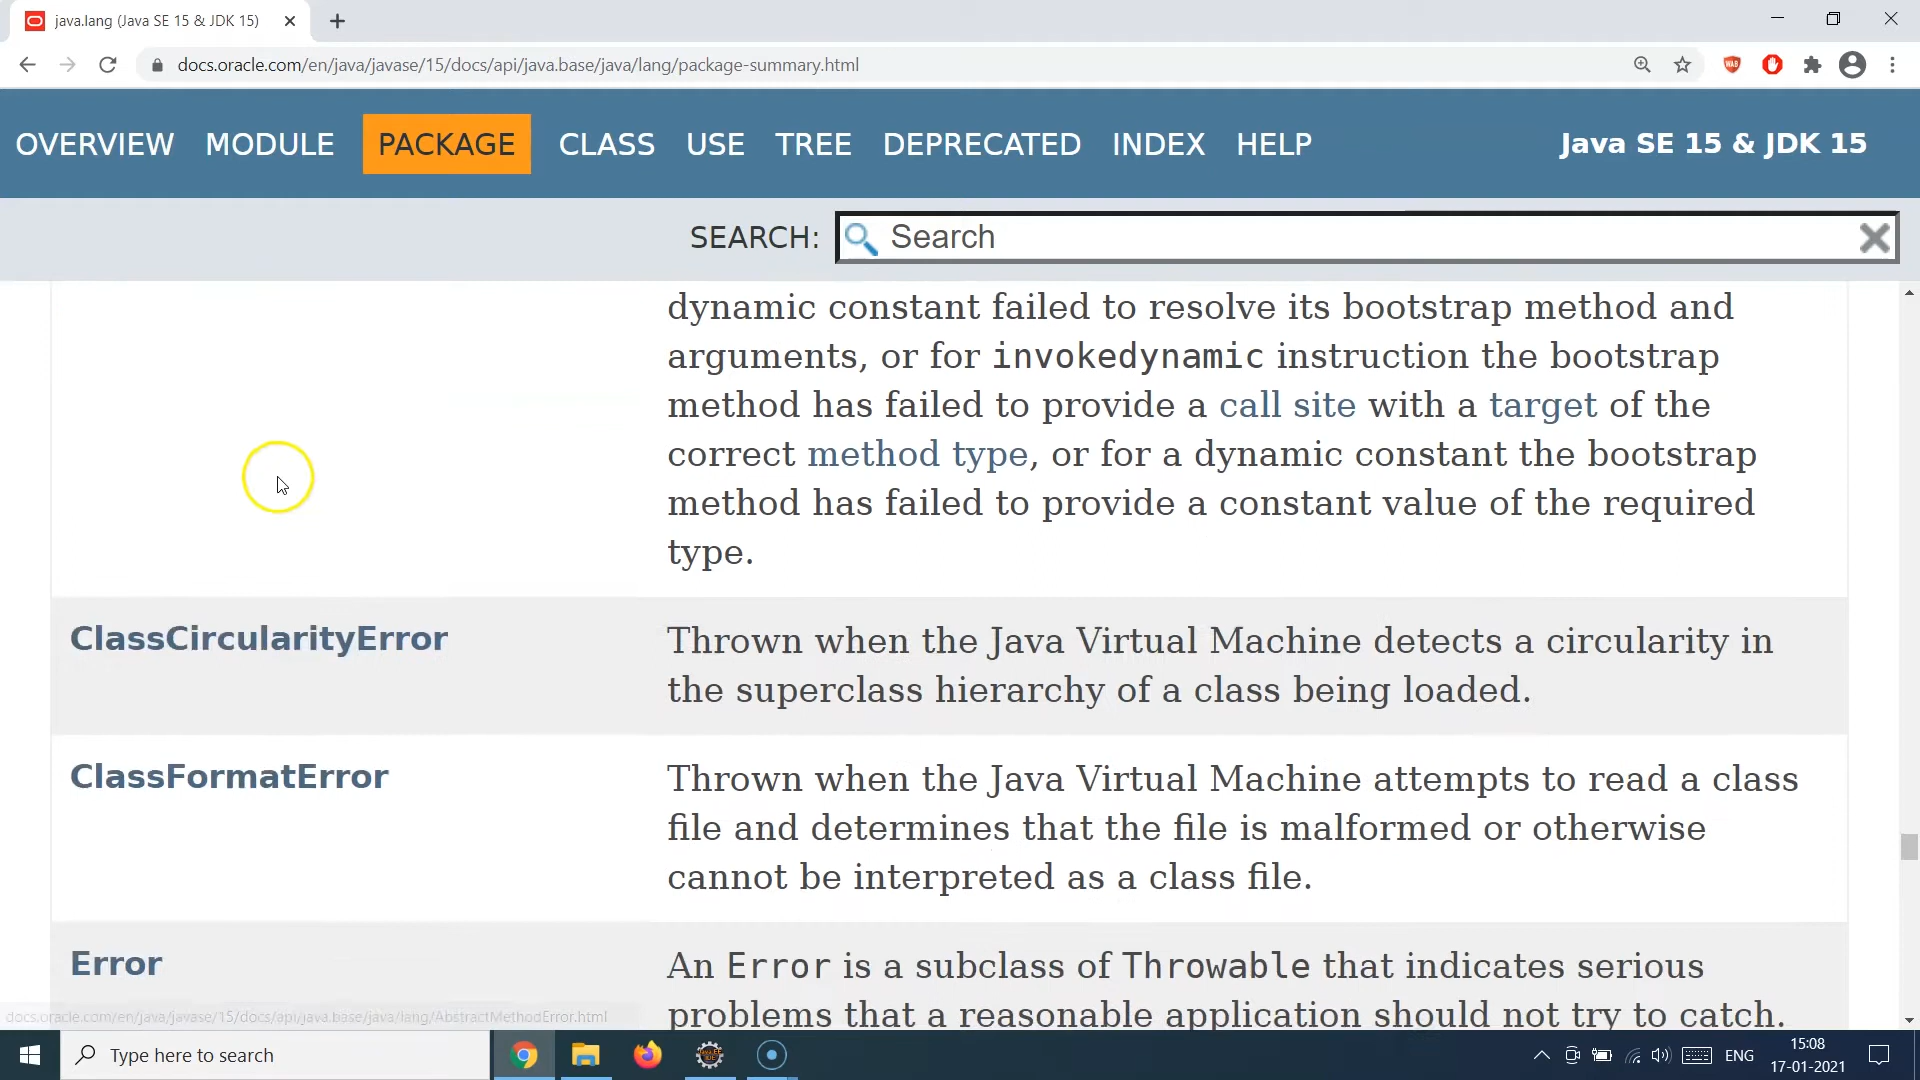 java.lang (Java SE 15 & JDK 15)
docs.oracle.com/en/java/javase/15/docs/api/java.base/java/lang/package-summary.html
OVERVIEW MODULE PACKAGE CLASS USE TREE DEPRECATED INDEX HELP Java SE 15 & JDK 15
SEARCH: Search
dynamic constant failed to resolve its bootstrap method and
arguments, or for invokedynamic instruction the bootstrap
method has failed to provide a call site with a target of the
correct method type, or for a dynamic constant the bootstrap
method has failed to provide a constant value of the required
type.
ClassCircularityError Thrown when the Java Virtual Machine detects a circularity in
the superclass hierarchy of a class being loaded.
ClassFormatError Thrown when the Java Virtual Machine attempts to read a class
file and determines that the file is malformed or otherwise
cannot be interpreted as a class file.
Error An Error is a subclass of Throwable that indicates serious
problems that a reasonable application should not try to catch.
docs.oracle.com/en/java/javase/15/docs/api/java.base/java/lang/AbstractMethodError.html
Type here to search
ENG
15:08
17-01-2021